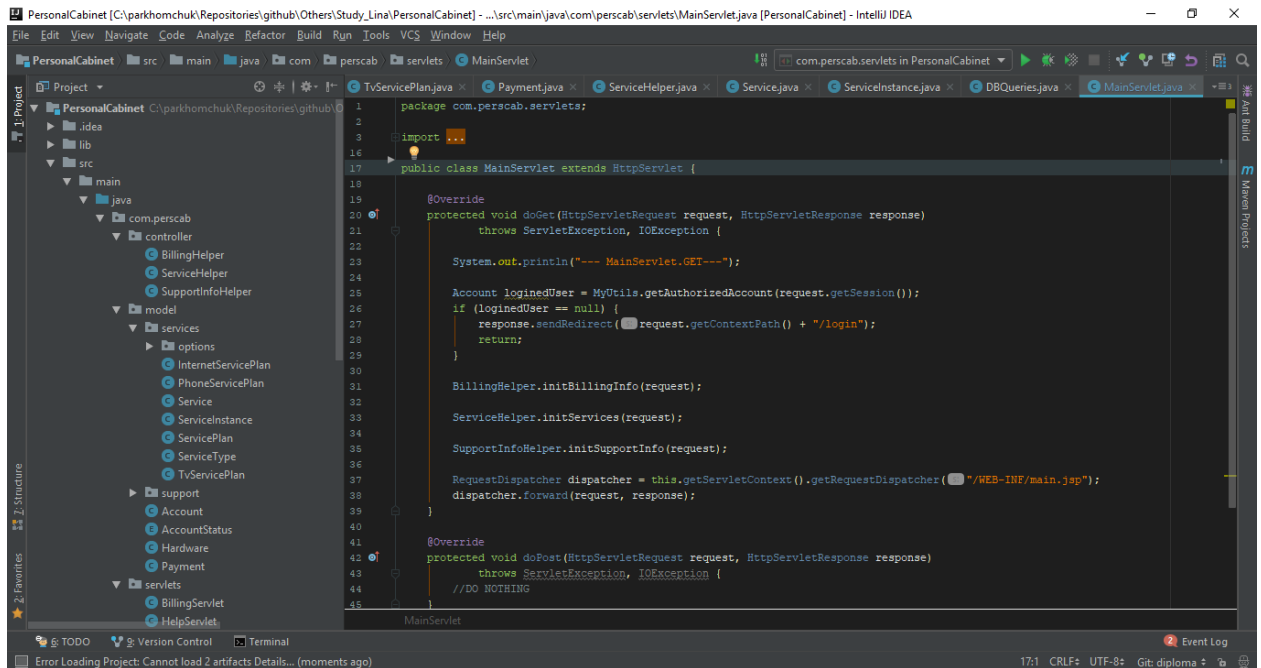 PersonalCabinet [C:\parkhomchuk\Repositories\github\Others\Study_Lina\PersonalCabinet] - ...\src\main\java\com\perscab\servlets\MainServlet.java [PersonalCabinet] - IntelliJ IDEA
File Edit View Navigate Code Analyze Refactor Build Run Tools VCS Window Help
PersonalCabinet src main java com perscab servlets MainServlet com.perscab.servlets in PersonalCabinet
Project
TvServicePlan.java Payment.java ServiceHelper.java Service.java ServiceInstance.java DBQueries.java MainServlet.java
1: Project
7: Structure
2: Favorites
PersonalCabinet C:\parkhomchuk\Repositories\github\O
.idea
lib
src
main
java
com.perscab
controller
BillingHelper
ServiceHelper
SupportInfoHelper
model
services
options
InternetServicePlan
PhoneServicePlan
Service
ServiceInstance
ServicePlan
ServiceType
TvServicePlan
support
Account
AccountStatus
Hardware
Payment
servlets
BillingServlet
HelpServlet
1 package com.perscab.servlets;
2
3 import ...
16
17 public class MainServlet extends HttpServlet {
18
19 @Override
20 protected void doGet(HttpServletRequest request, HttpServletResponse response)
21 throws ServletException, IOException {
22
23 System.out.println("--- MainServlet.GET---");
24
25 Account loginedUser = MyUtils.getAuthorizedAccount(request.getSession());
26 if (loginedUser == null) {
27 response.sendRedirect(request.getContextPath() + "/login");
28 return;
29 }
30
31 BillingHelper.initBillingInfo(request);
32
33 ServiceHelper.initServices(request);
34
35 SupportInfoHelper.initSupportInfo(request);
36
37 RequestDispatcher dispatcher = this.getServletContext().getRequestDispatcher("/WEB-INF/main.jsp");
38 dispatcher.forward(request, response);
39 }
40
41 @Override
42 protected void doPost(HttpServletRequest request, HttpServletResponse response)
43 throws ServletException, IOException {
44 //DO NOTHING
45 }
MainServlet
Ant Build
Maven Projects
6: TODO 9: Version Control Terminal 2 Event Log
Error Loading Project: Cannot load 2 artifacts Details... (moments ago) 17:1 CRLF UTF-8 Git: diploma